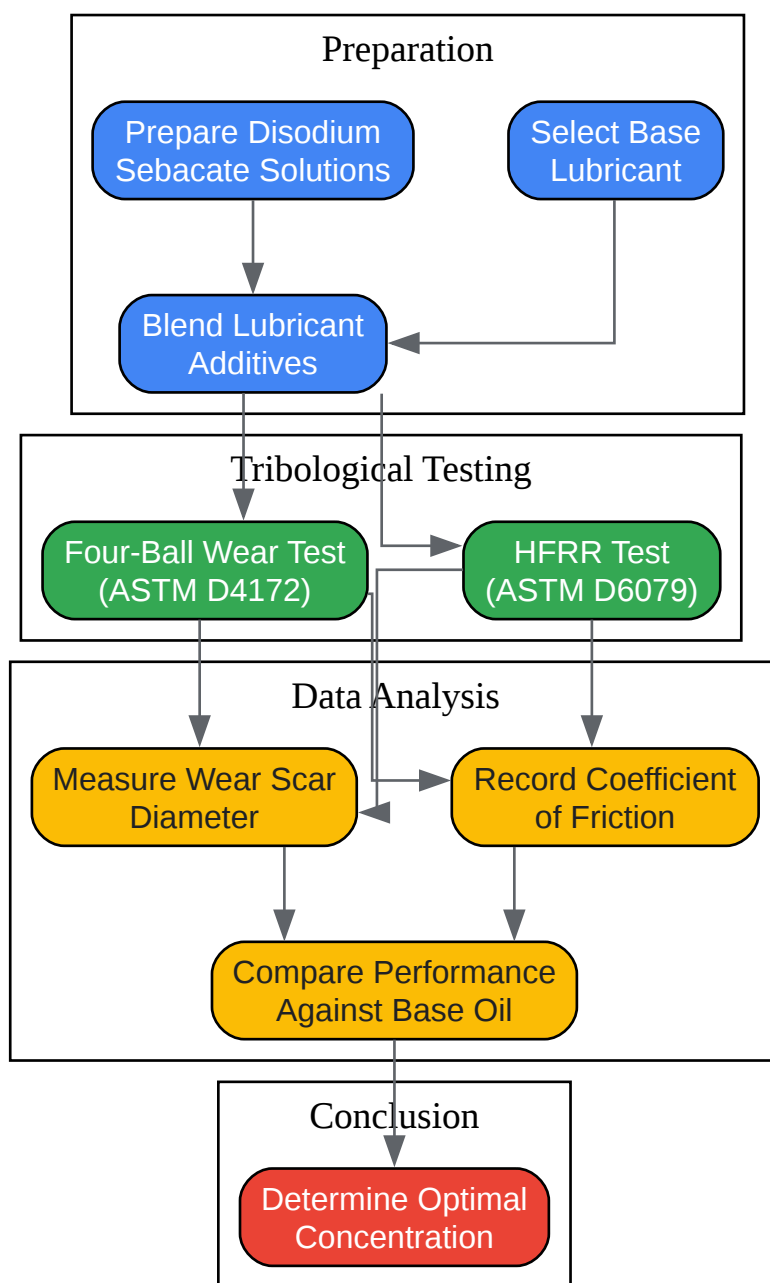 Preparation
Prepare Disodium
Sebacate Solutions
Select Base
Lubricant
Blend Lubricant
Additives
Tribological Testing
Four-Ball Wear Test
(ASTM D4172)
HFRR Test
(ASTM D6079)
Data Analysis
Measure Wear Scar
Diameter
Record Coefficient
of Friction
Compare Performance
Against Base Oil
Conclusion
Determine Optimal
Concentration